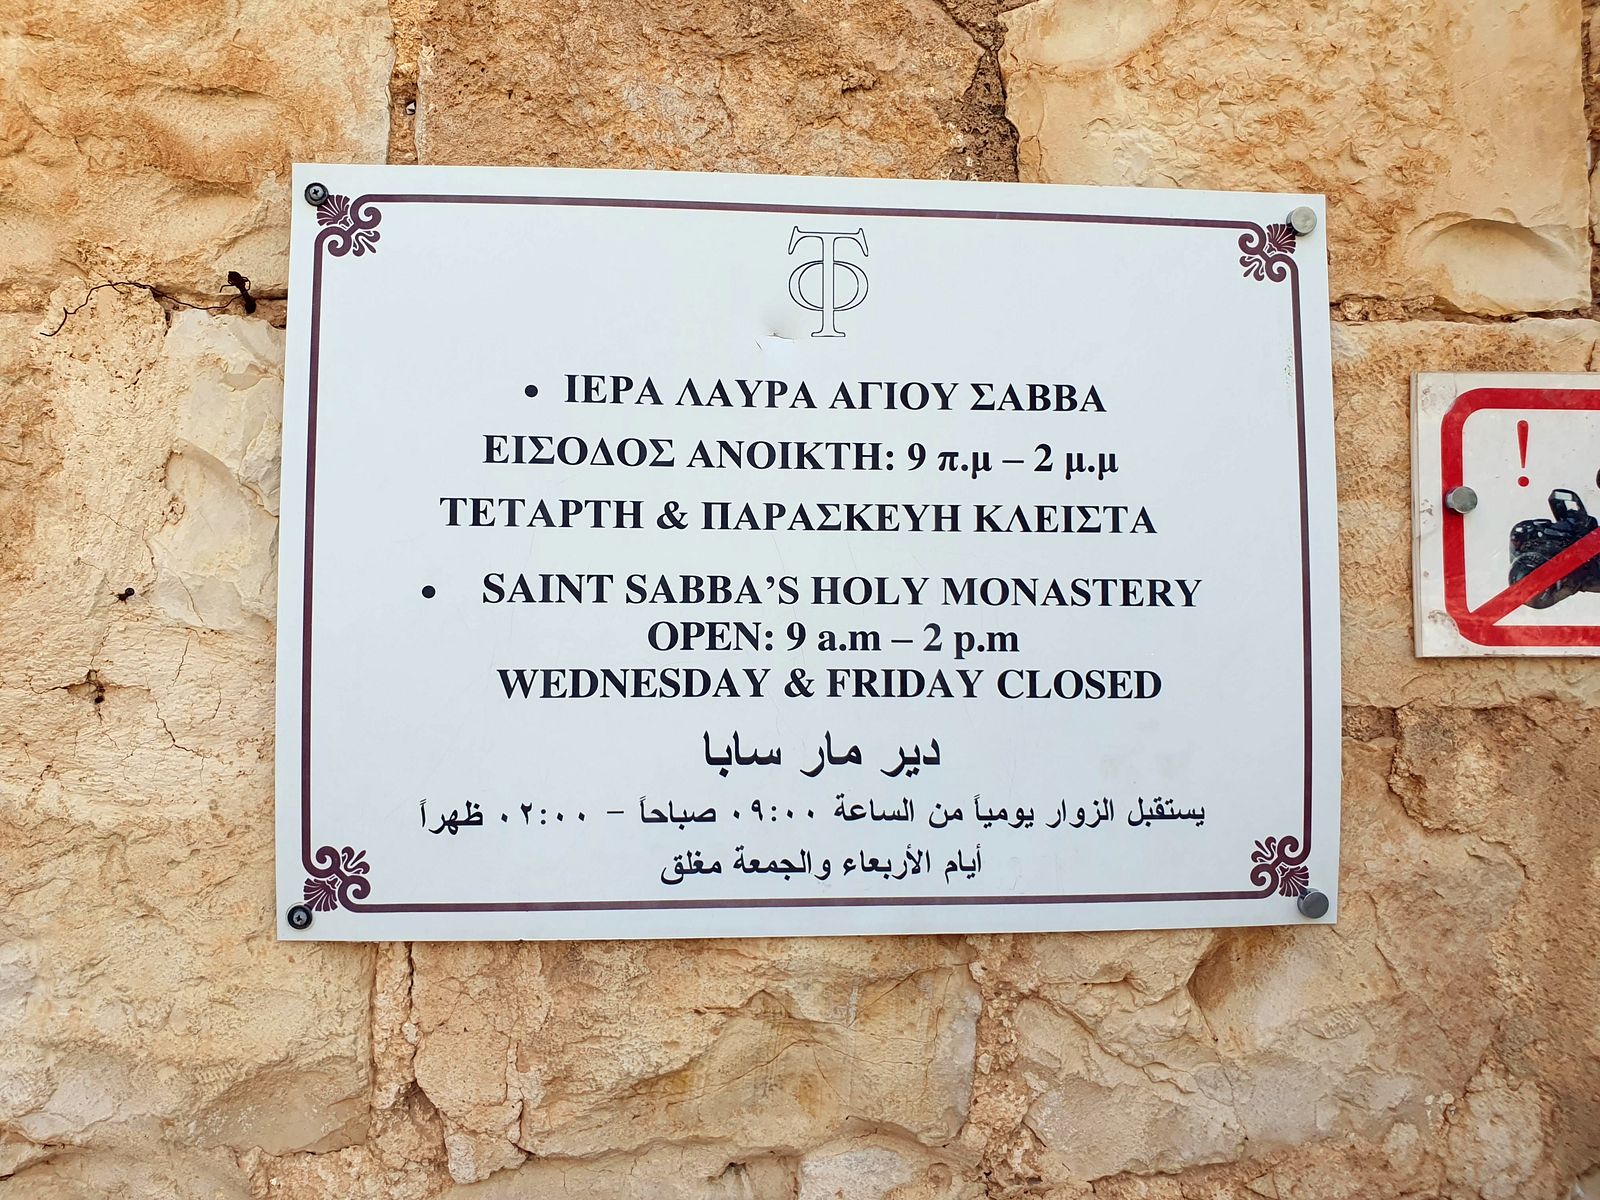 ΤΦ
• ΙΕΡΑ ΛΑΥΡΑ ΑΓΙΟΥ ΣΑΒΒΑ
ΕΙΣΟΔΟΣ ΑΝΟΙΚΤΗ: 9 π.μ – 2 μ.μ
ΤΕΤΑΡΤΗ & ΠΑΡΑΣΚΕΥΗ ΚΛΕΙΣΤΑ
• SAINT SABBA’S HOLY MONASTERY
OPEN: 9 a.m – 2 p.m
WEDNESDAY & FRIDAY CLOSED
دير مار سابا
يستقبل الزوار يومياً من الساعة ٠٩:٠٠ صباحاً – ٠٢:٠٠ ظهراً
أيام الأربعاء والجمعة مغلق
!